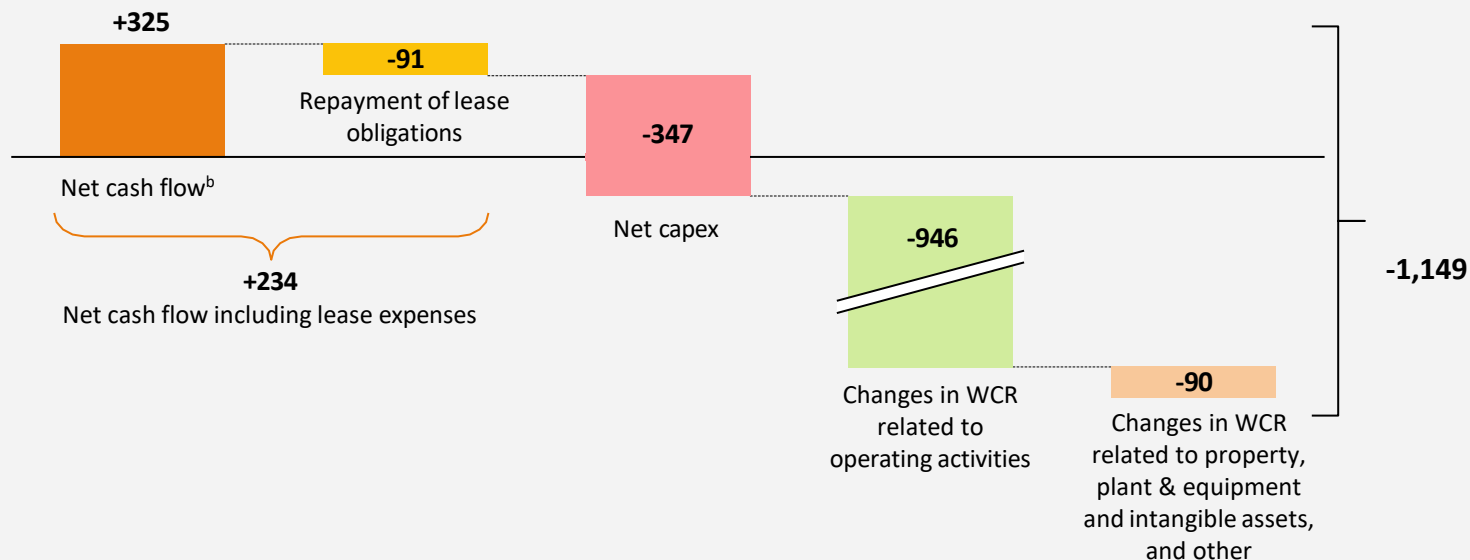 +325
-91
Repayment of lease
obligations
-347
Net cash flowᵇ
Net capex
-946
+234
Net cash flow including lease expenses
-1,149
-90
Changes in WCR
related to
operating activities
Changes in WCR
related to property,
plant & equipment
and intangible assets,
and other